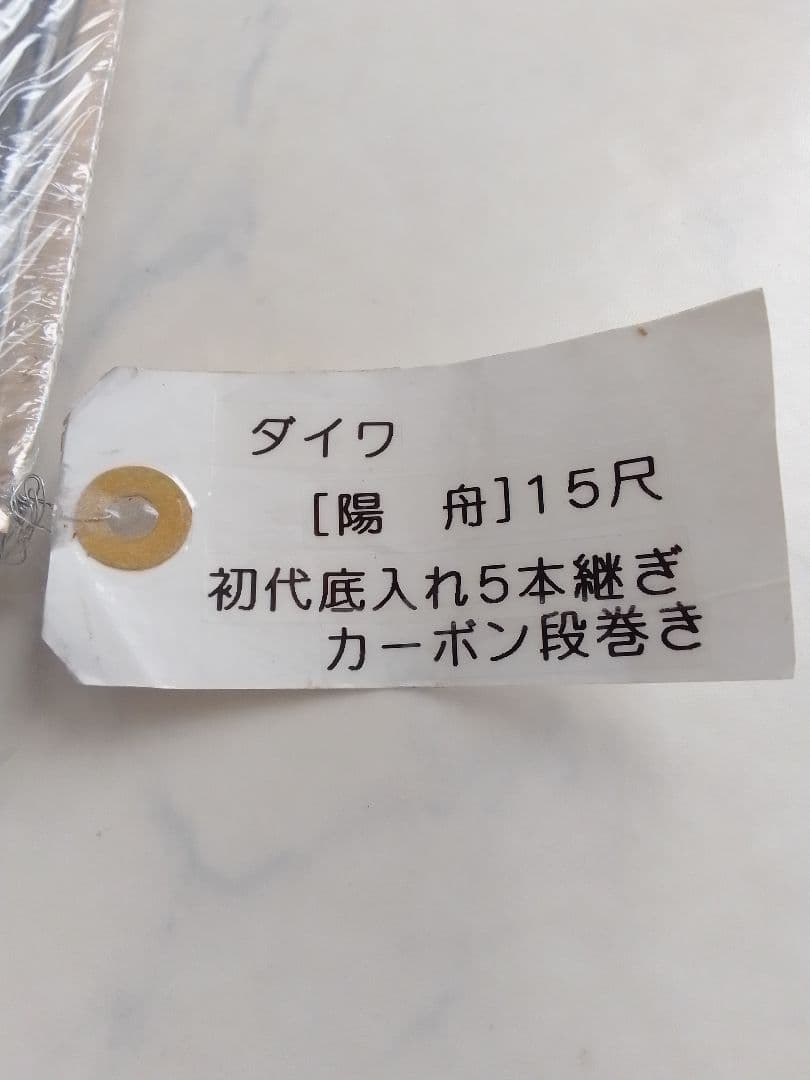 ダイワ
[陽　舟]15尺
初代底入れ5本継ぎ
カーボン段巻き